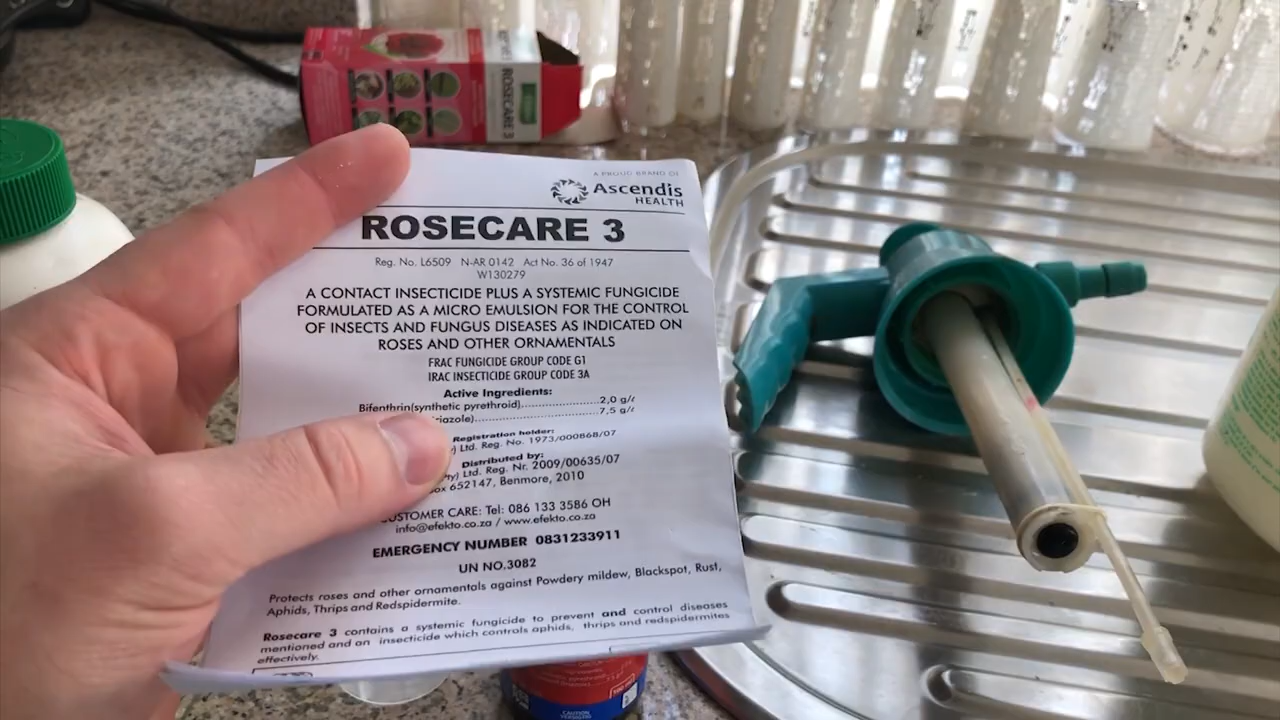 ROSECARE 3
A PROUD BRAND OF
Ascendis
HEALTH
ROSECARE 3
Reg. No. L6509 N-AR 0142 Act No. 36 of 1947
W130279
A CONTACT INSECTICIDE PLUS A SYSTEMIC FUNGICIDE
FORMULATED AS A MICRO EMULSION FOR THE CONTROL
OF INSECTS AND FUNGUS DISEASES AS INDICATED ON
ROSES AND OTHER ORNAMENTALS
FRAC FUNGICIDE GROUP CODE G1
IRAC INSECTICIDE GROUP CODE 3A
Active Ingredients:
Bifenthrin(synthetic pyrethroid)..............................2,0 g/ℓ
iazole)..............................7,5 g/ℓ
Registration holder:
) Ltd. Reg. No. 1973/000868/07
Distributed by:
ty) Ltd. Reg. Nr. 2009/00635/07
ox 652147, Benmore, 2010
CUSTOMER CARE: Tel: 086 133 3586 OH
info@efekto.co.za / www.efekto.co.za
EMERGENCY NUMBER 0831233911
UN NO.3082
Protects roses and other ornamentals against Powdery mildew, Blackspot, Rust,
Aphids, Thrips and Redspidermite.
Rosecare 3 contains a systemic fungicide to prevent and control diseases
mentioned and an insecticide which controls aphids, thrips and redspidermites
effectively.
CAUTION